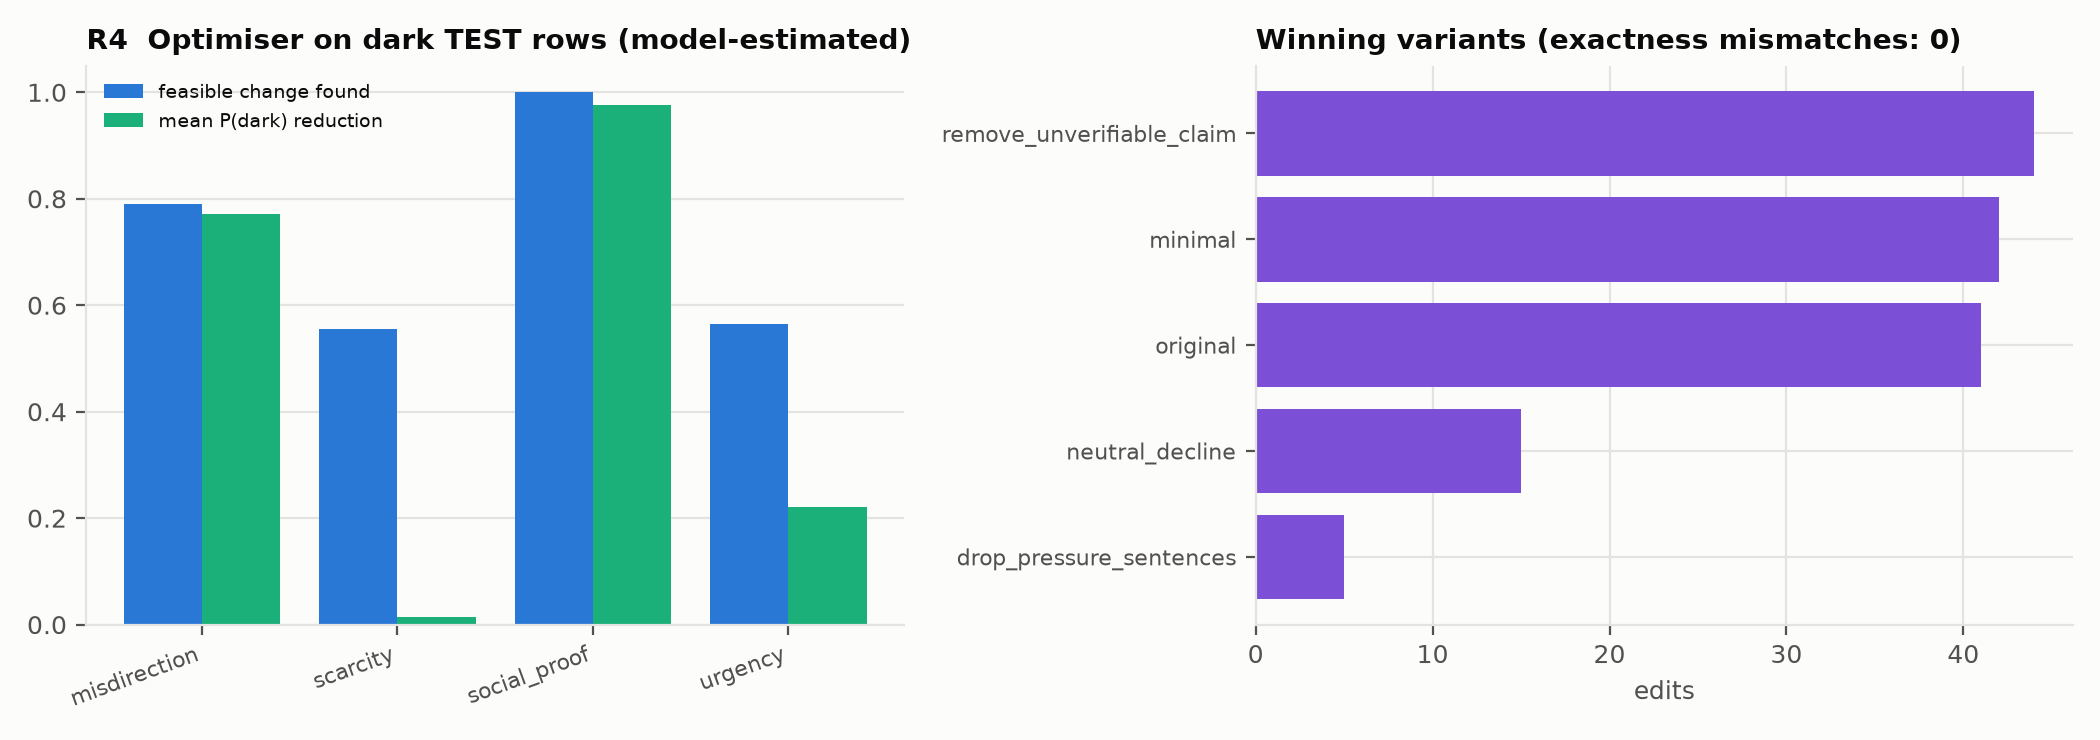 R4  Optimiser on dark TEST rows (model-estimated)
feasible change found
mean P(dark) reduction
1.0
0.8
0.6
0.4
0.2
0.0
misdirection
scarcity
social_proof
urgency
Winning variants (exactness mismatches: 0)
remove_unverifiable_claim
minimal
original
neutral_decline
drop_pressure_sentences
0
10
20
30
40
edits